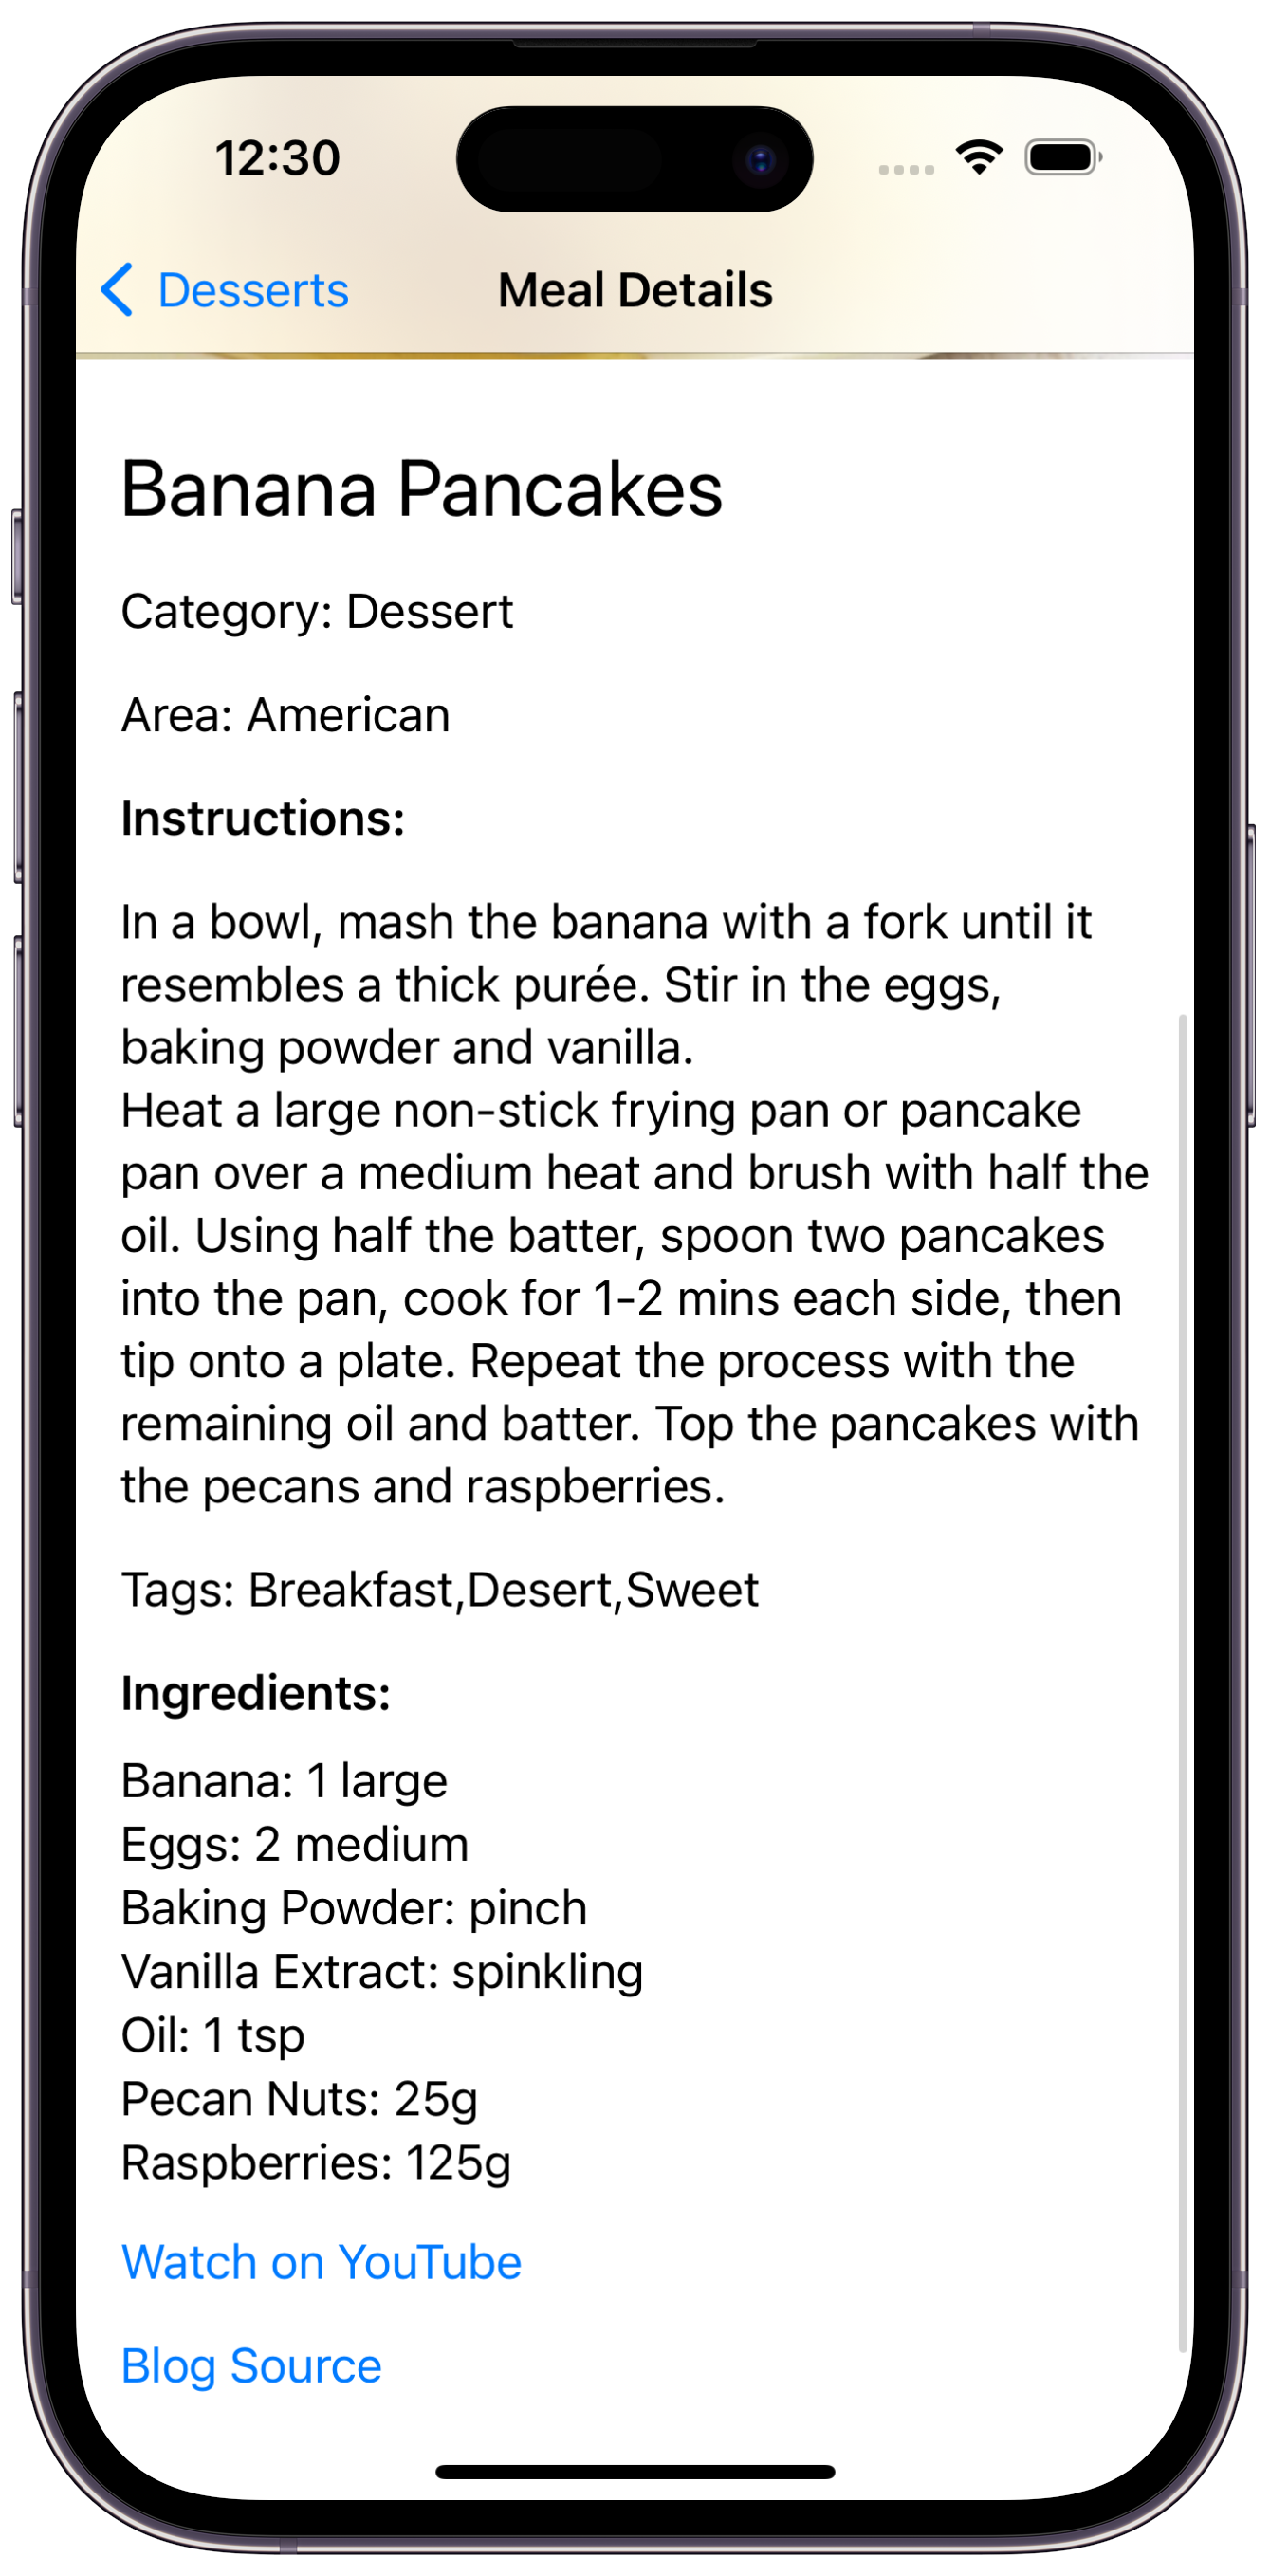 12:30
Desserts
Meal Details
Banana Pancakes
Category: Dessert
Area: American
Instructions:
In a bowl, mash the banana with a fork until it
resembles a thick purée. Stir in the eggs,
baking powder and vanilla.
Heat a large non-stick frying pan or pancake
pan over a medium heat and brush with half the
oil. Using half the batter, spoon two pancakes
into the pan, cook for 1-2 mins each side, then
tip onto a plate. Repeat the process with the
remaining oil and batter. Top the pancakes with
the pecans and raspberries.
Tags: Breakfast,Desert,Sweet
Ingredients:
Banana: 1 large
Eggs: 2 medium
Baking Powder: pinch
Vanilla Extract: spinkling
Oil: 1 tsp
Pecan Nuts: 25g
Raspberries: 125g
Watch on YouTube
Blog Source